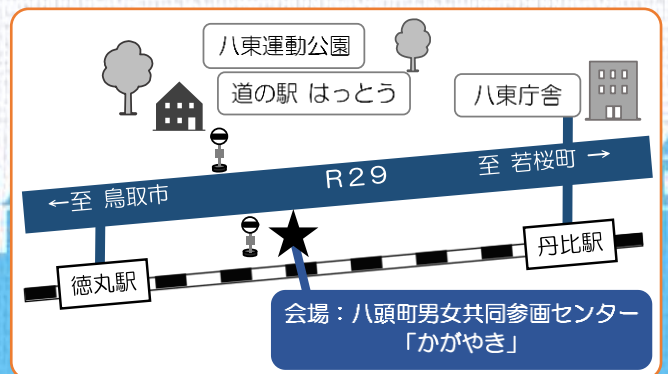 八東運動公園
道の駅 はっとう
八東庁舎
←至 鳥取市
R29
至 若桜町 →
徳丸駅
丹比駅
会場：八頭町男女共同参画センター
「かがやき」